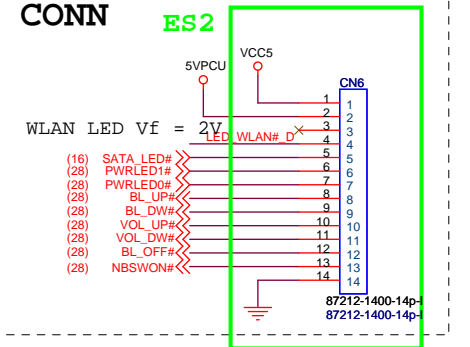 CONN
ES2
VCC5
5VPCU
CN6
1 1
2 2
WLAN LED Vf = 2V 3 3
LED_WLAN#_D 4 4
(16) SATA_LED# 5 5
(28) PWRLED1# 6 6
(28) PWRLED0# 7 7
(28) BL_UP# 8 8
(28) BL_DW# 9 9
(28) VOL_UP# 10 10
(28) VOL_DW# 11 11
(28) BL_OFF# 12 12
(28) NBSWON# 13 13
14 14
87212-1400-14p-l
87212-1400-14p-l